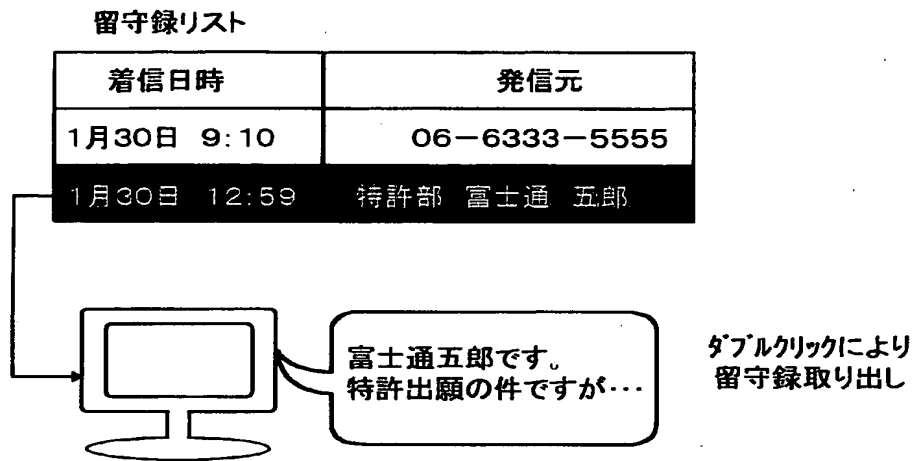 留守録リスト
着信日時 発信元
1月30日 9:10 06－6333－5555
1月30日 12:59 特許部 富士通 五郎
富士通五郎です。
特許出願の件ですが・・・
ﾀﾞﾌﾞﾙｸﾘｯｸにより
留守録取り出し